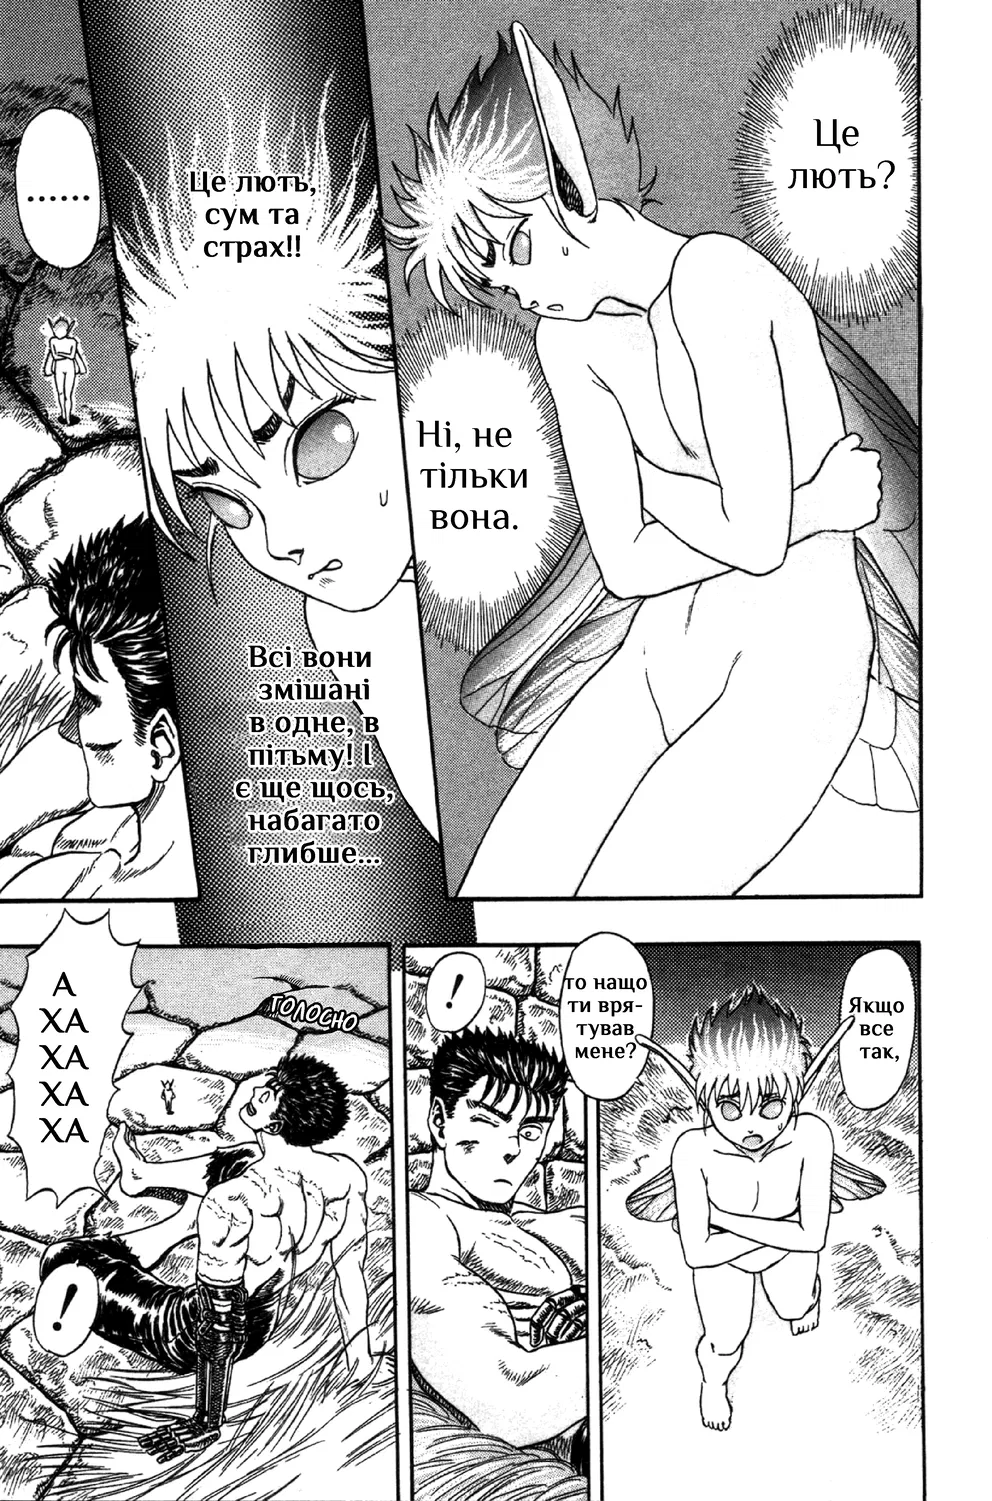 Це
лють?
Ні, не
тільки
вона.
Це лють,
сум та
страх!!
Всі вони
змішані
в одне, в
пітьму! І
є ще щось,
набагато
глибше...
......
Якщо
все
так,
то нащо
ти вря-
тував
мене?
!
ГОЛОСНО
А
ХА
ХА
ХА
ХА
!